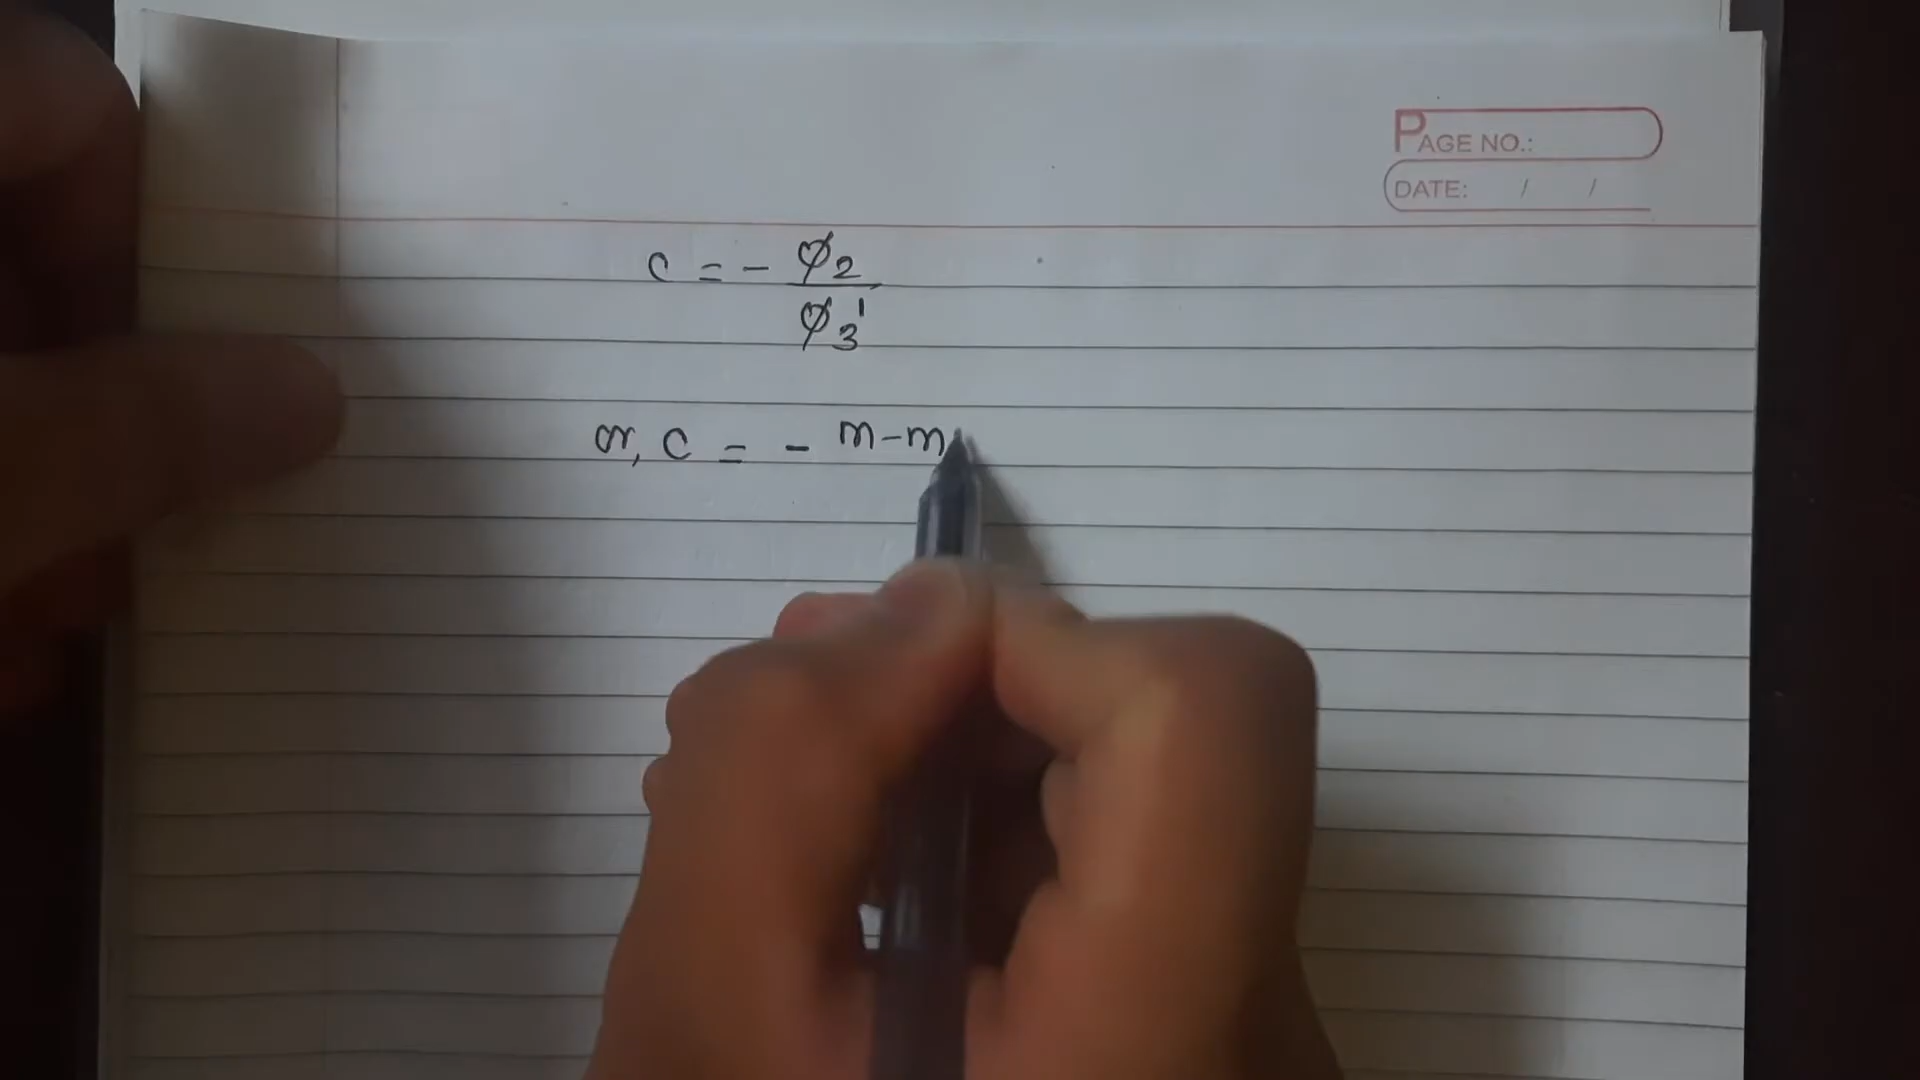 PAGE NO.:
DATE: / /
c = - φ2 / φ3'
or, c = - m-m